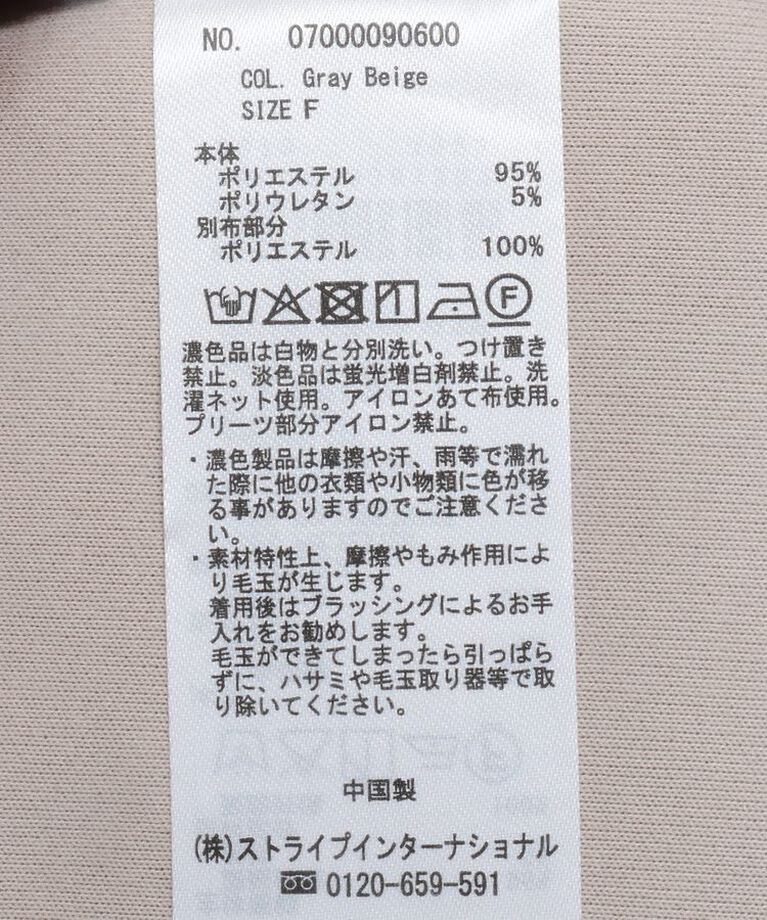 NO. 07000090600
COL. Gray Beige
SIZE F
本体
ポリエステル 95%
ポリウレタン 5%
別布部分
ポリエステル 100%
F
濃色品は白物と分別洗い。つけ置き
禁止。淡色品は蛍光増白剤禁止。洗
濯ネット使用。アイロンあて布使用。
プリーツ部分アイロン禁止。
・濃色製品は摩擦や汗、雨等で濡れ
た際に他の衣類や小物類に色が移
る事がありますのでご注意くださ
い。
・素材特性上、摩擦やもみ作用によ
り毛玉が生じます。
着用後はブラッシングによるお手
入れをお勧めします。
毛玉ができてしまったら引っぱら
ずに、ハサミや毛玉取り器等で取
り除いてください。
中国製
(株)ストライプインターナショナル
0120-659-591